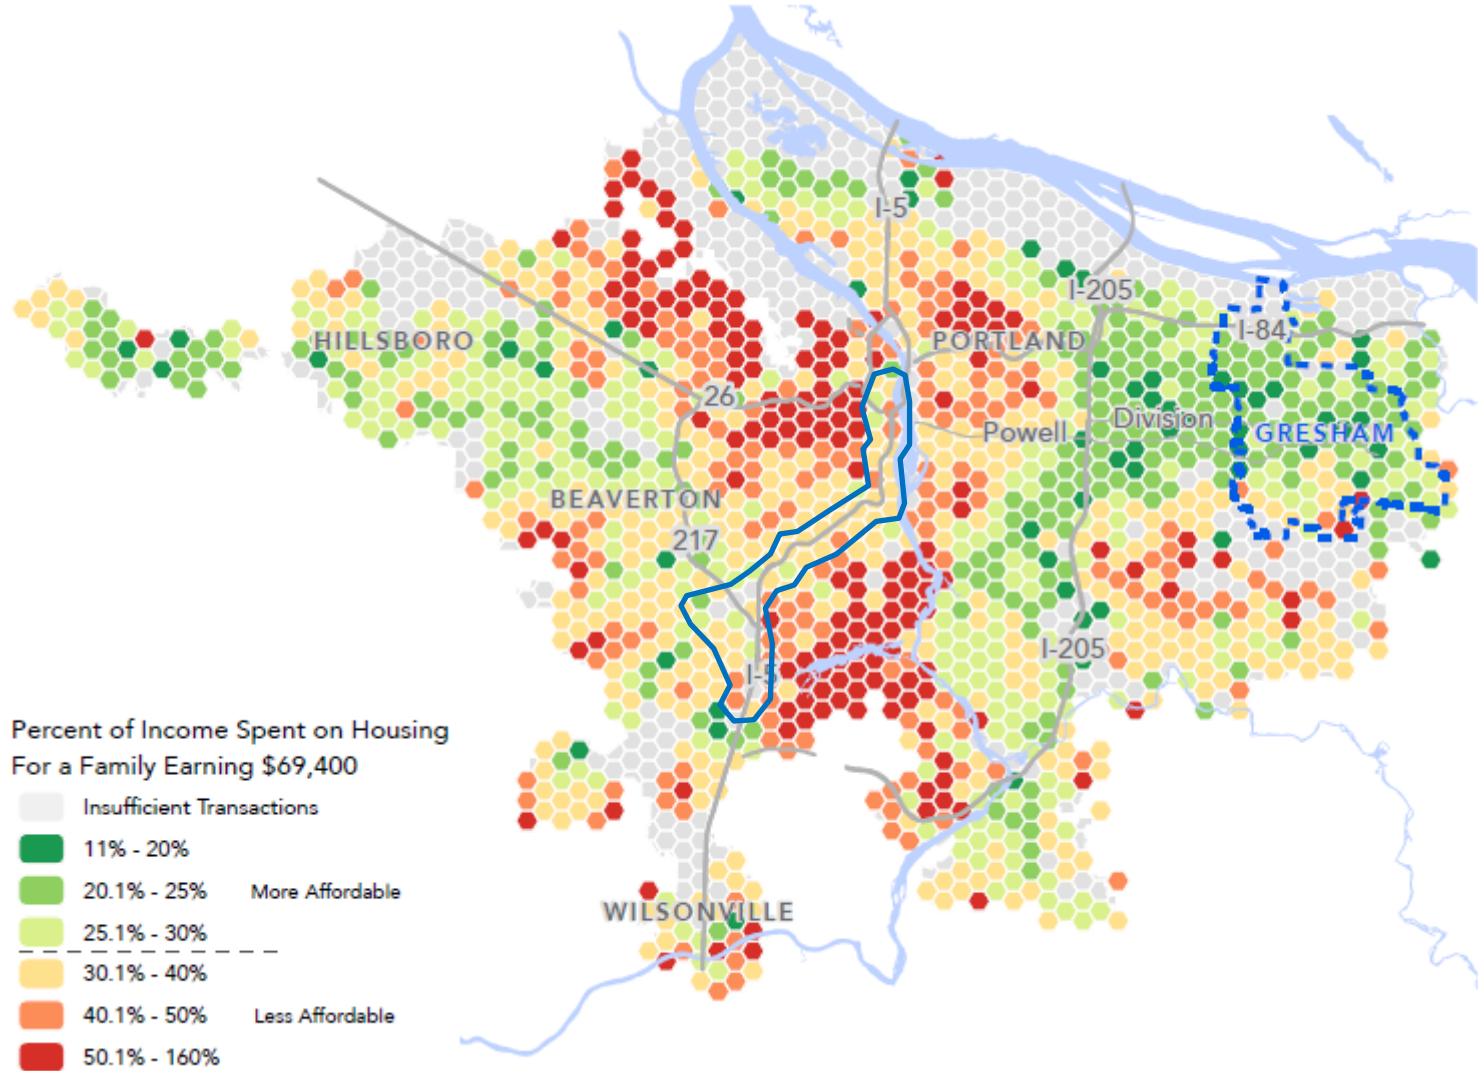 I-5
I-205
I-84
HILLSBORO
PORTLAND
26
Division
Powell
GRESHAM
BEAVERTON
217
I-205
I-5
Percent of Income Spent on Housing
For a Family Earning $69,400
Insufficient Transactions
11% - 20%
20.1% - 25% More Affordable
25.1% - 30%
WILSONVILLE
30.1% - 40%
40.1% - 50% Less Affordable
50.1% - 160%